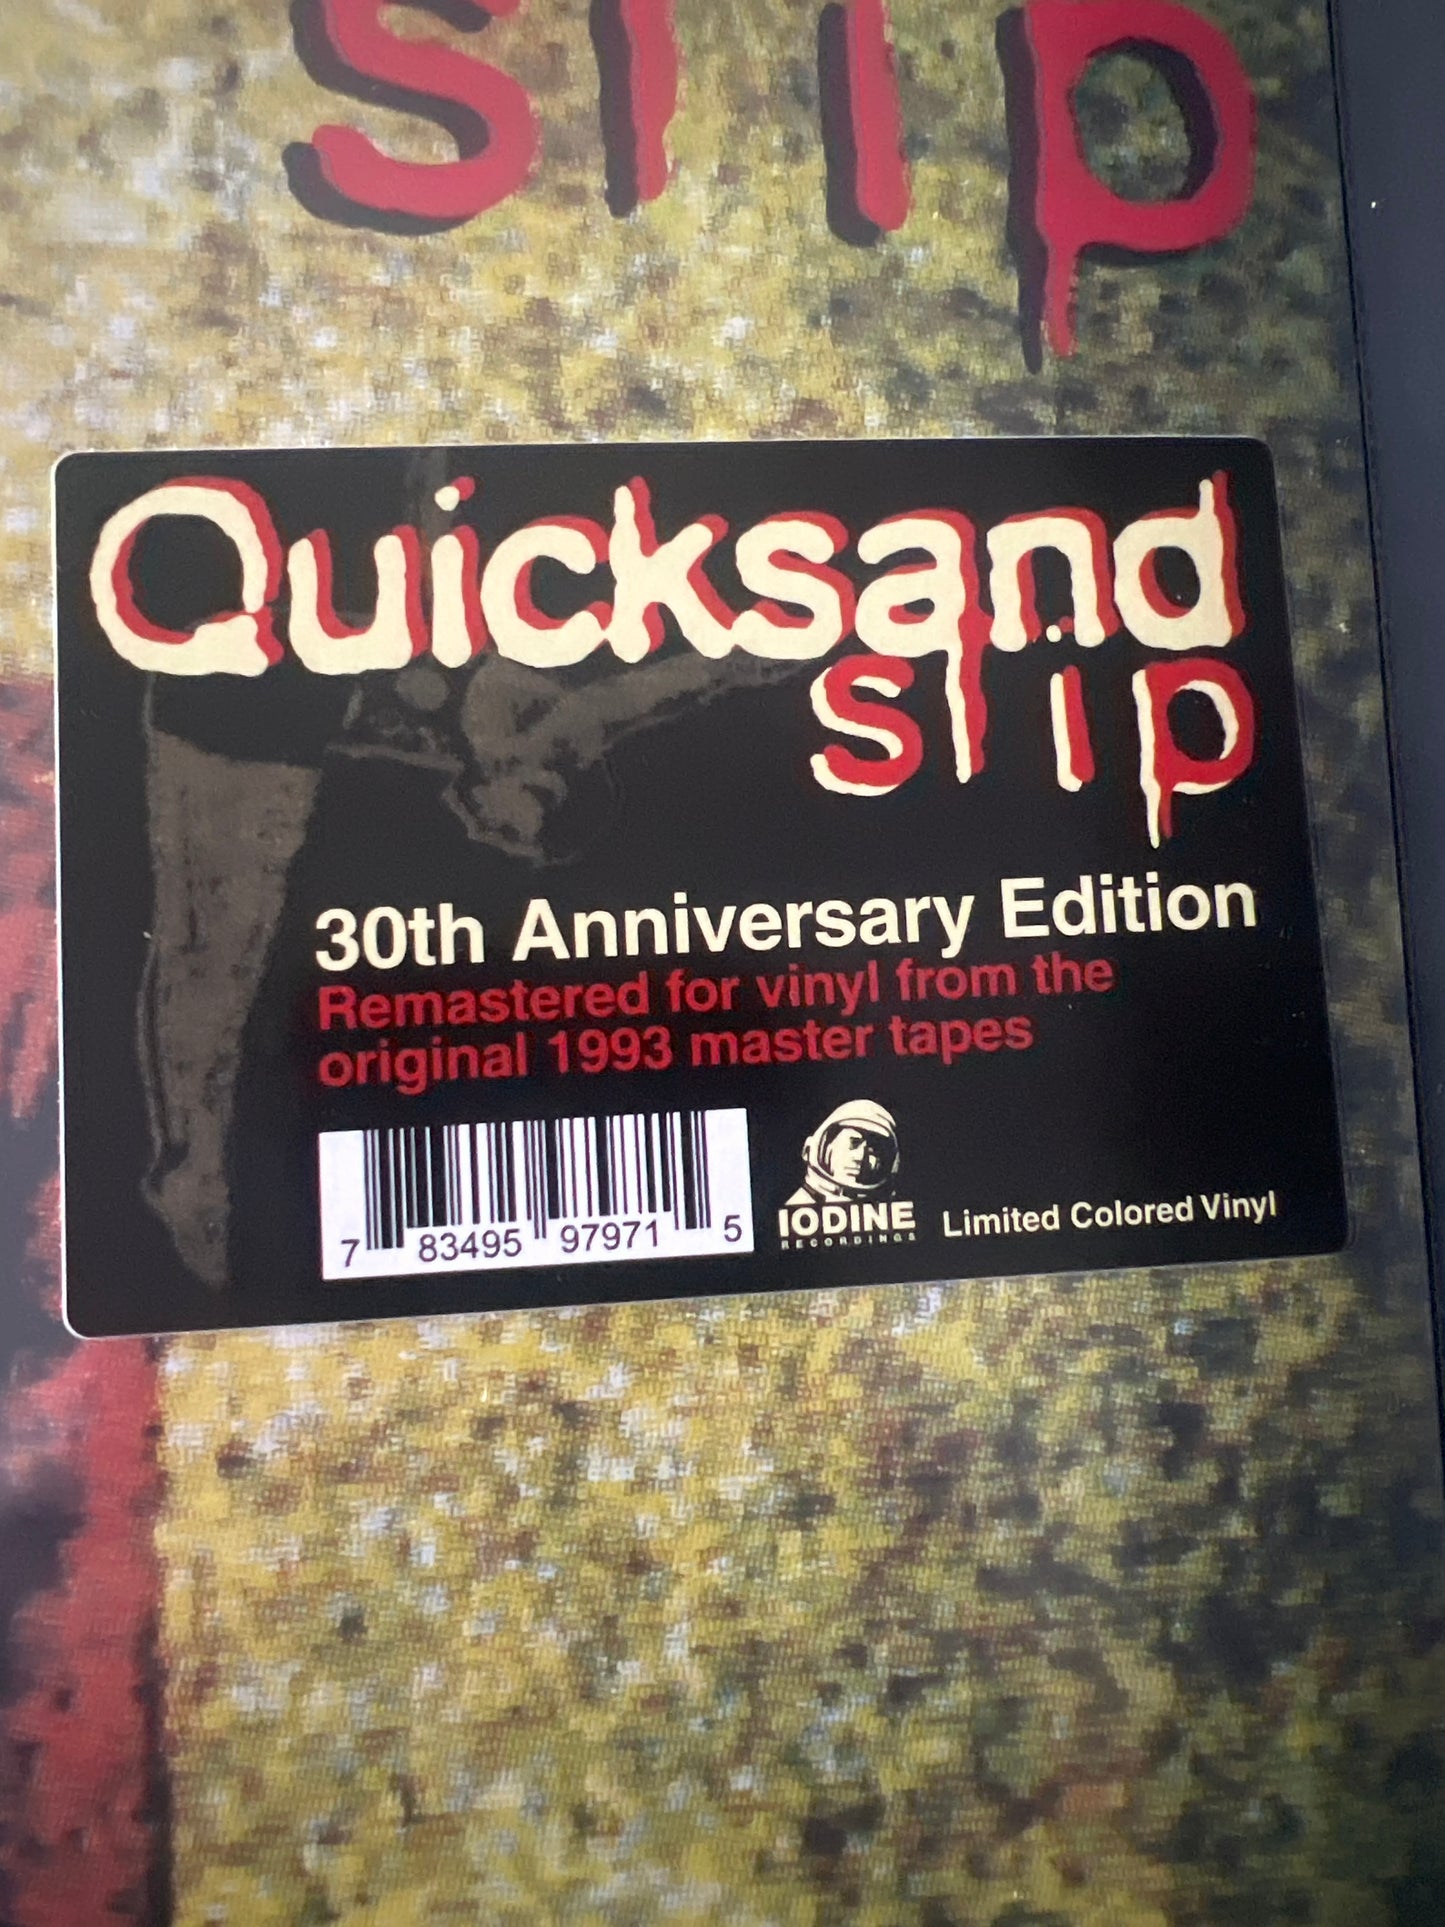 slip
Quicksand
slip
30th Anniversary Edition
Remastered for vinyl from the
original 1993 master tapes
7 83495 97971 5
IODINE
RECORDINGS
Limited Colored Vinyl